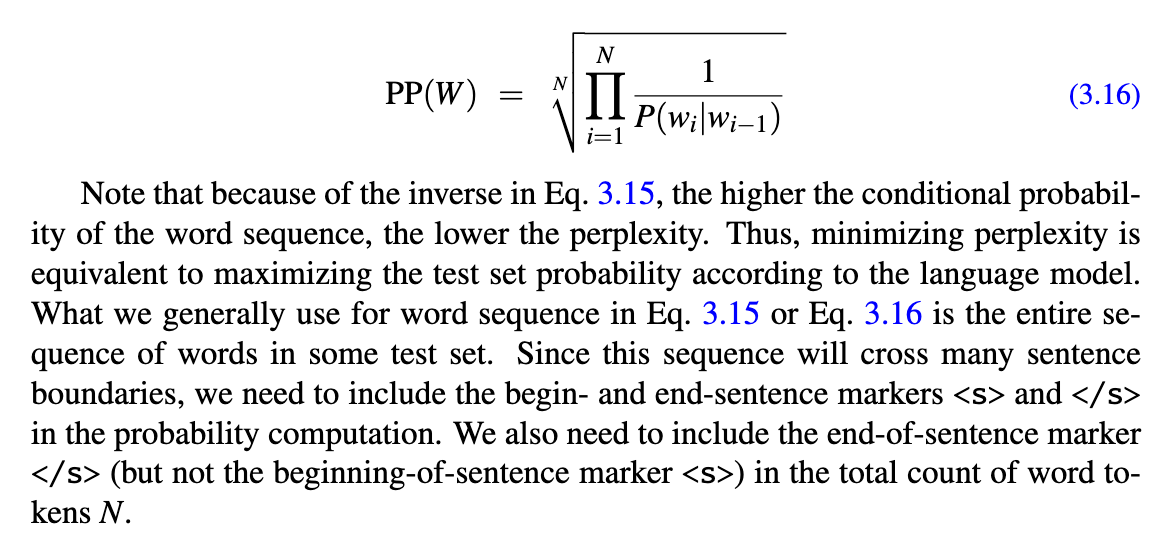 PP(W) = \sqrt[N]{\prod_{i=1}^{N} \frac{1}{P(w_i|w_{i-1})}} (3.16)
Note that because of the inverse in Eq. 3.15, the higher the conditional probabil-
ity of the word sequence, the lower the perplexity. Thus, minimizing perplexity is
equivalent to maximizing the test set probability according to the language model.
What we generally use for word sequence in Eq. 3.15 or Eq. 3.16 is the entire se-
quence of words in some test set. Since this sequence will cross many sentence
boundaries, we need to include the begin- and end-sentence markers <s> and </s>
in the probability computation. We also need to include the end-of-sentence marker
</s> (but not the beginning-of-sentence marker <s>) in the total count of word to-
kens N.